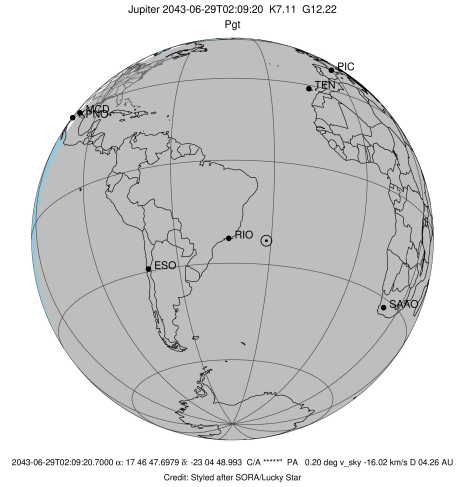 Jupiter 2043-06-29T02:09:20 K7.11 G12.22
Pgt
PIC
TEN
MCD
KPNO
RIO
ESO
SAAO
2043-06-29T02:09:20.7000 α: 17 46 47.6979 δ: -23 04 48.993 C/A *****" PA 0.20 deg v_sky -16.02 km/s D 04.26 AU
Credit: Styled after SORA/Lucky Star